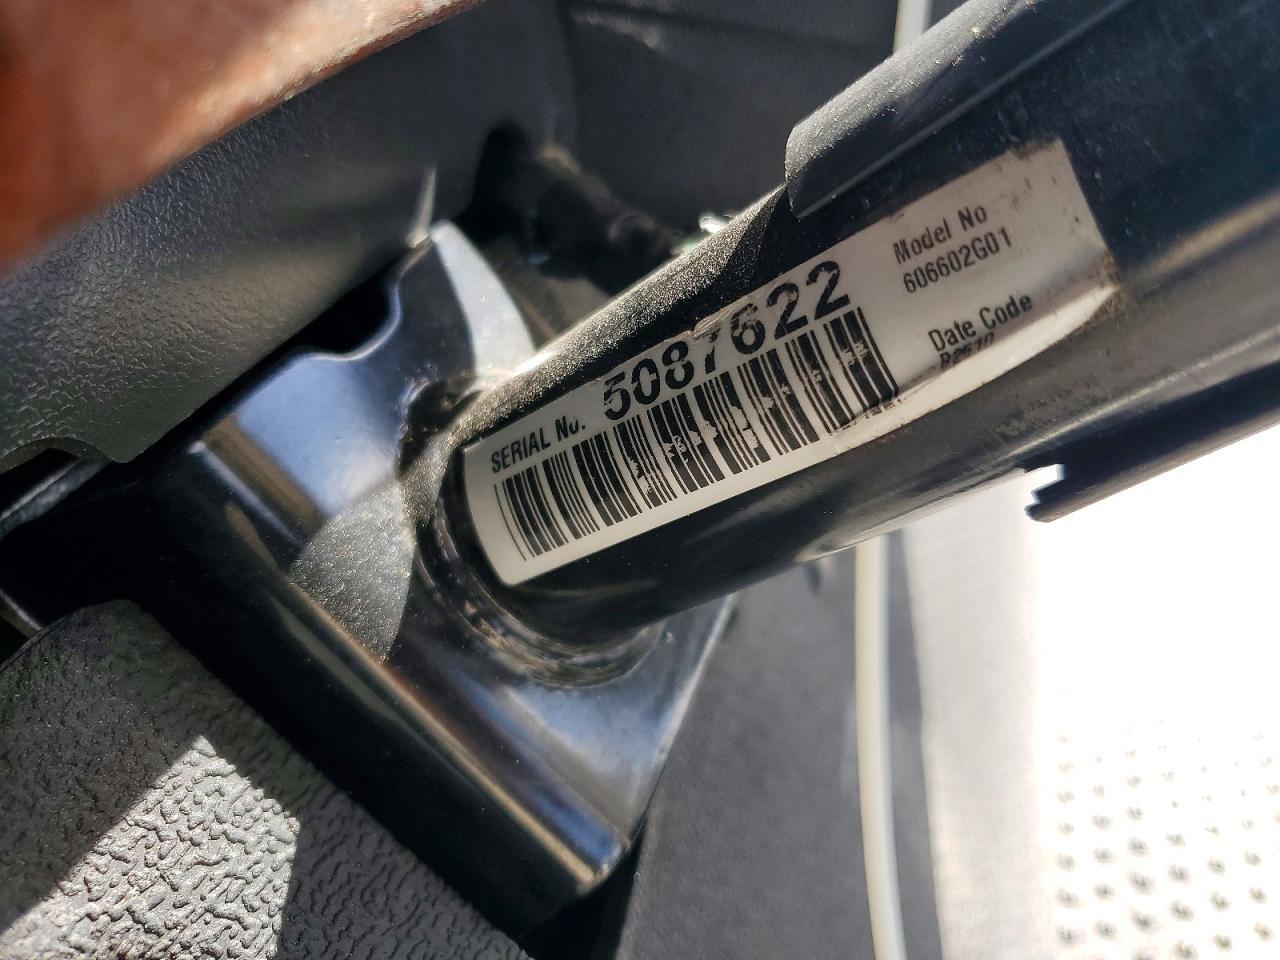 SERIAL No. 5087622
Model No
606602G01
Date Code